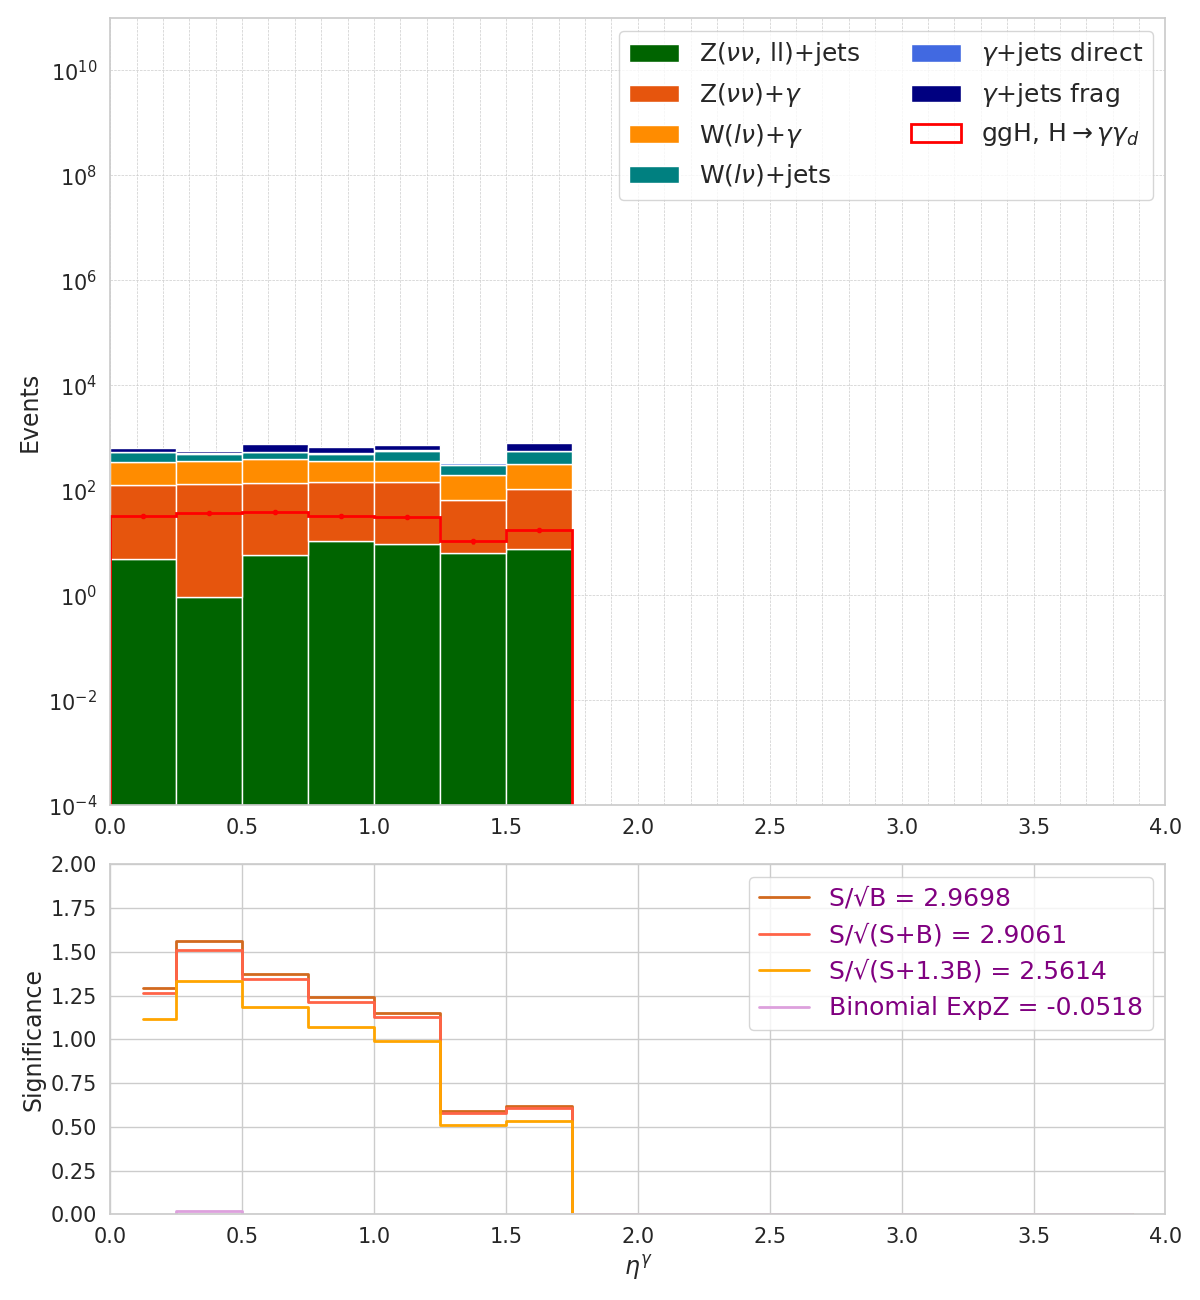 Z(νν, ll)+jets
Z(νν)+γ
W(lν)+γ
W(lν)+jets
γ+jets direct
γ+jets frag
ggH, H→γγ_d
Events
10^10
10^8
10^6
10^4
10^2
10^0
10^−2
10^−4
0.0 0.5 1.0 1.5 2.0 2.5 3.0 3.5 4.0
S/√B = 2.9698
S/√(S+B) = 2.9061
S/√(S+1.3B) = 2.5614
Binomial ExpZ = -0.0518
Significance
2.00
1.75
1.50
1.25
1.00
0.75
0.50
0.25
0.00
0.0 0.5 1.0 1.5 2.0 2.5 3.0 3.5 4.0
η^γ